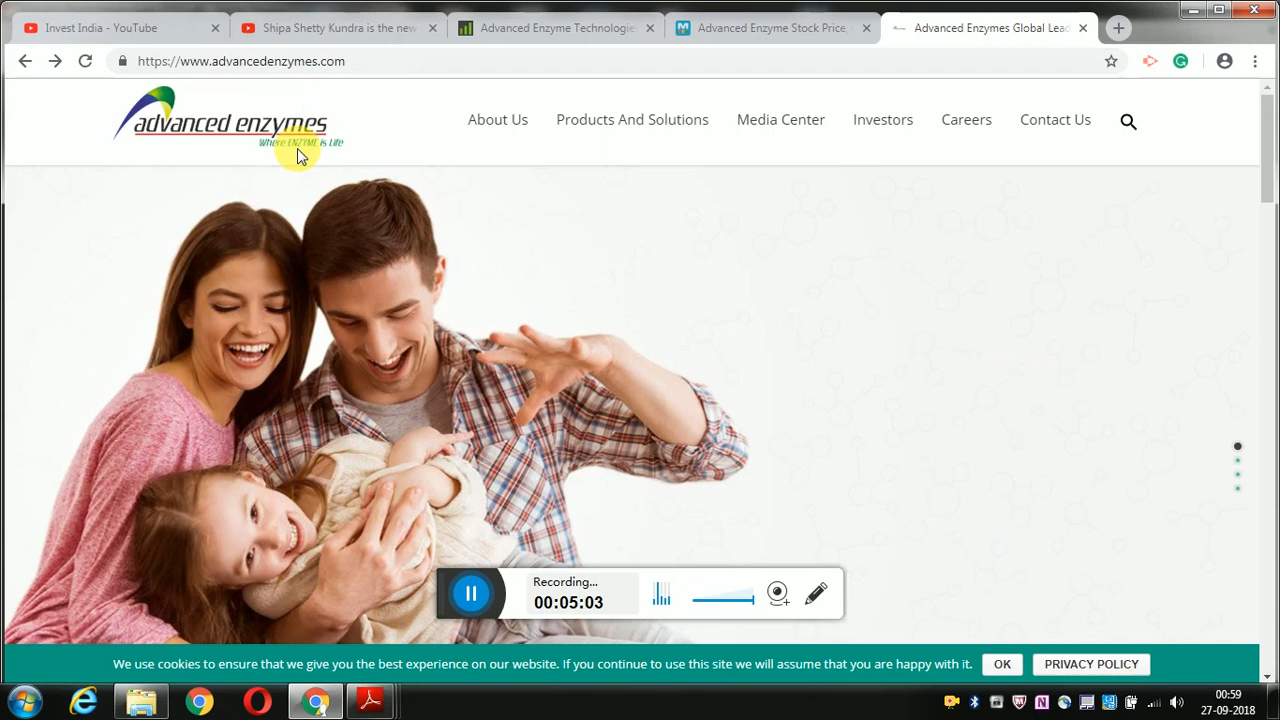 Invest India - YouTube
Shipa Shetty Kundra is the new
Advanced Enzyme Technologie
Advanced Enzyme Stock Price,
Advanced Enzymes Global Lead
https://www.advancedenzymes.com
advanced enzymes
Where ENZYME is Life
About Us
Products And Solutions
Media Center
Investors
Careers
Contact Us
Recording...
00:05:03
We use cookies to ensure that we give you the best experience on our website. If you continue to use this site we will assume that you are happy with it.
OK
PRIVACY POLICY
00:59
27-09-2018